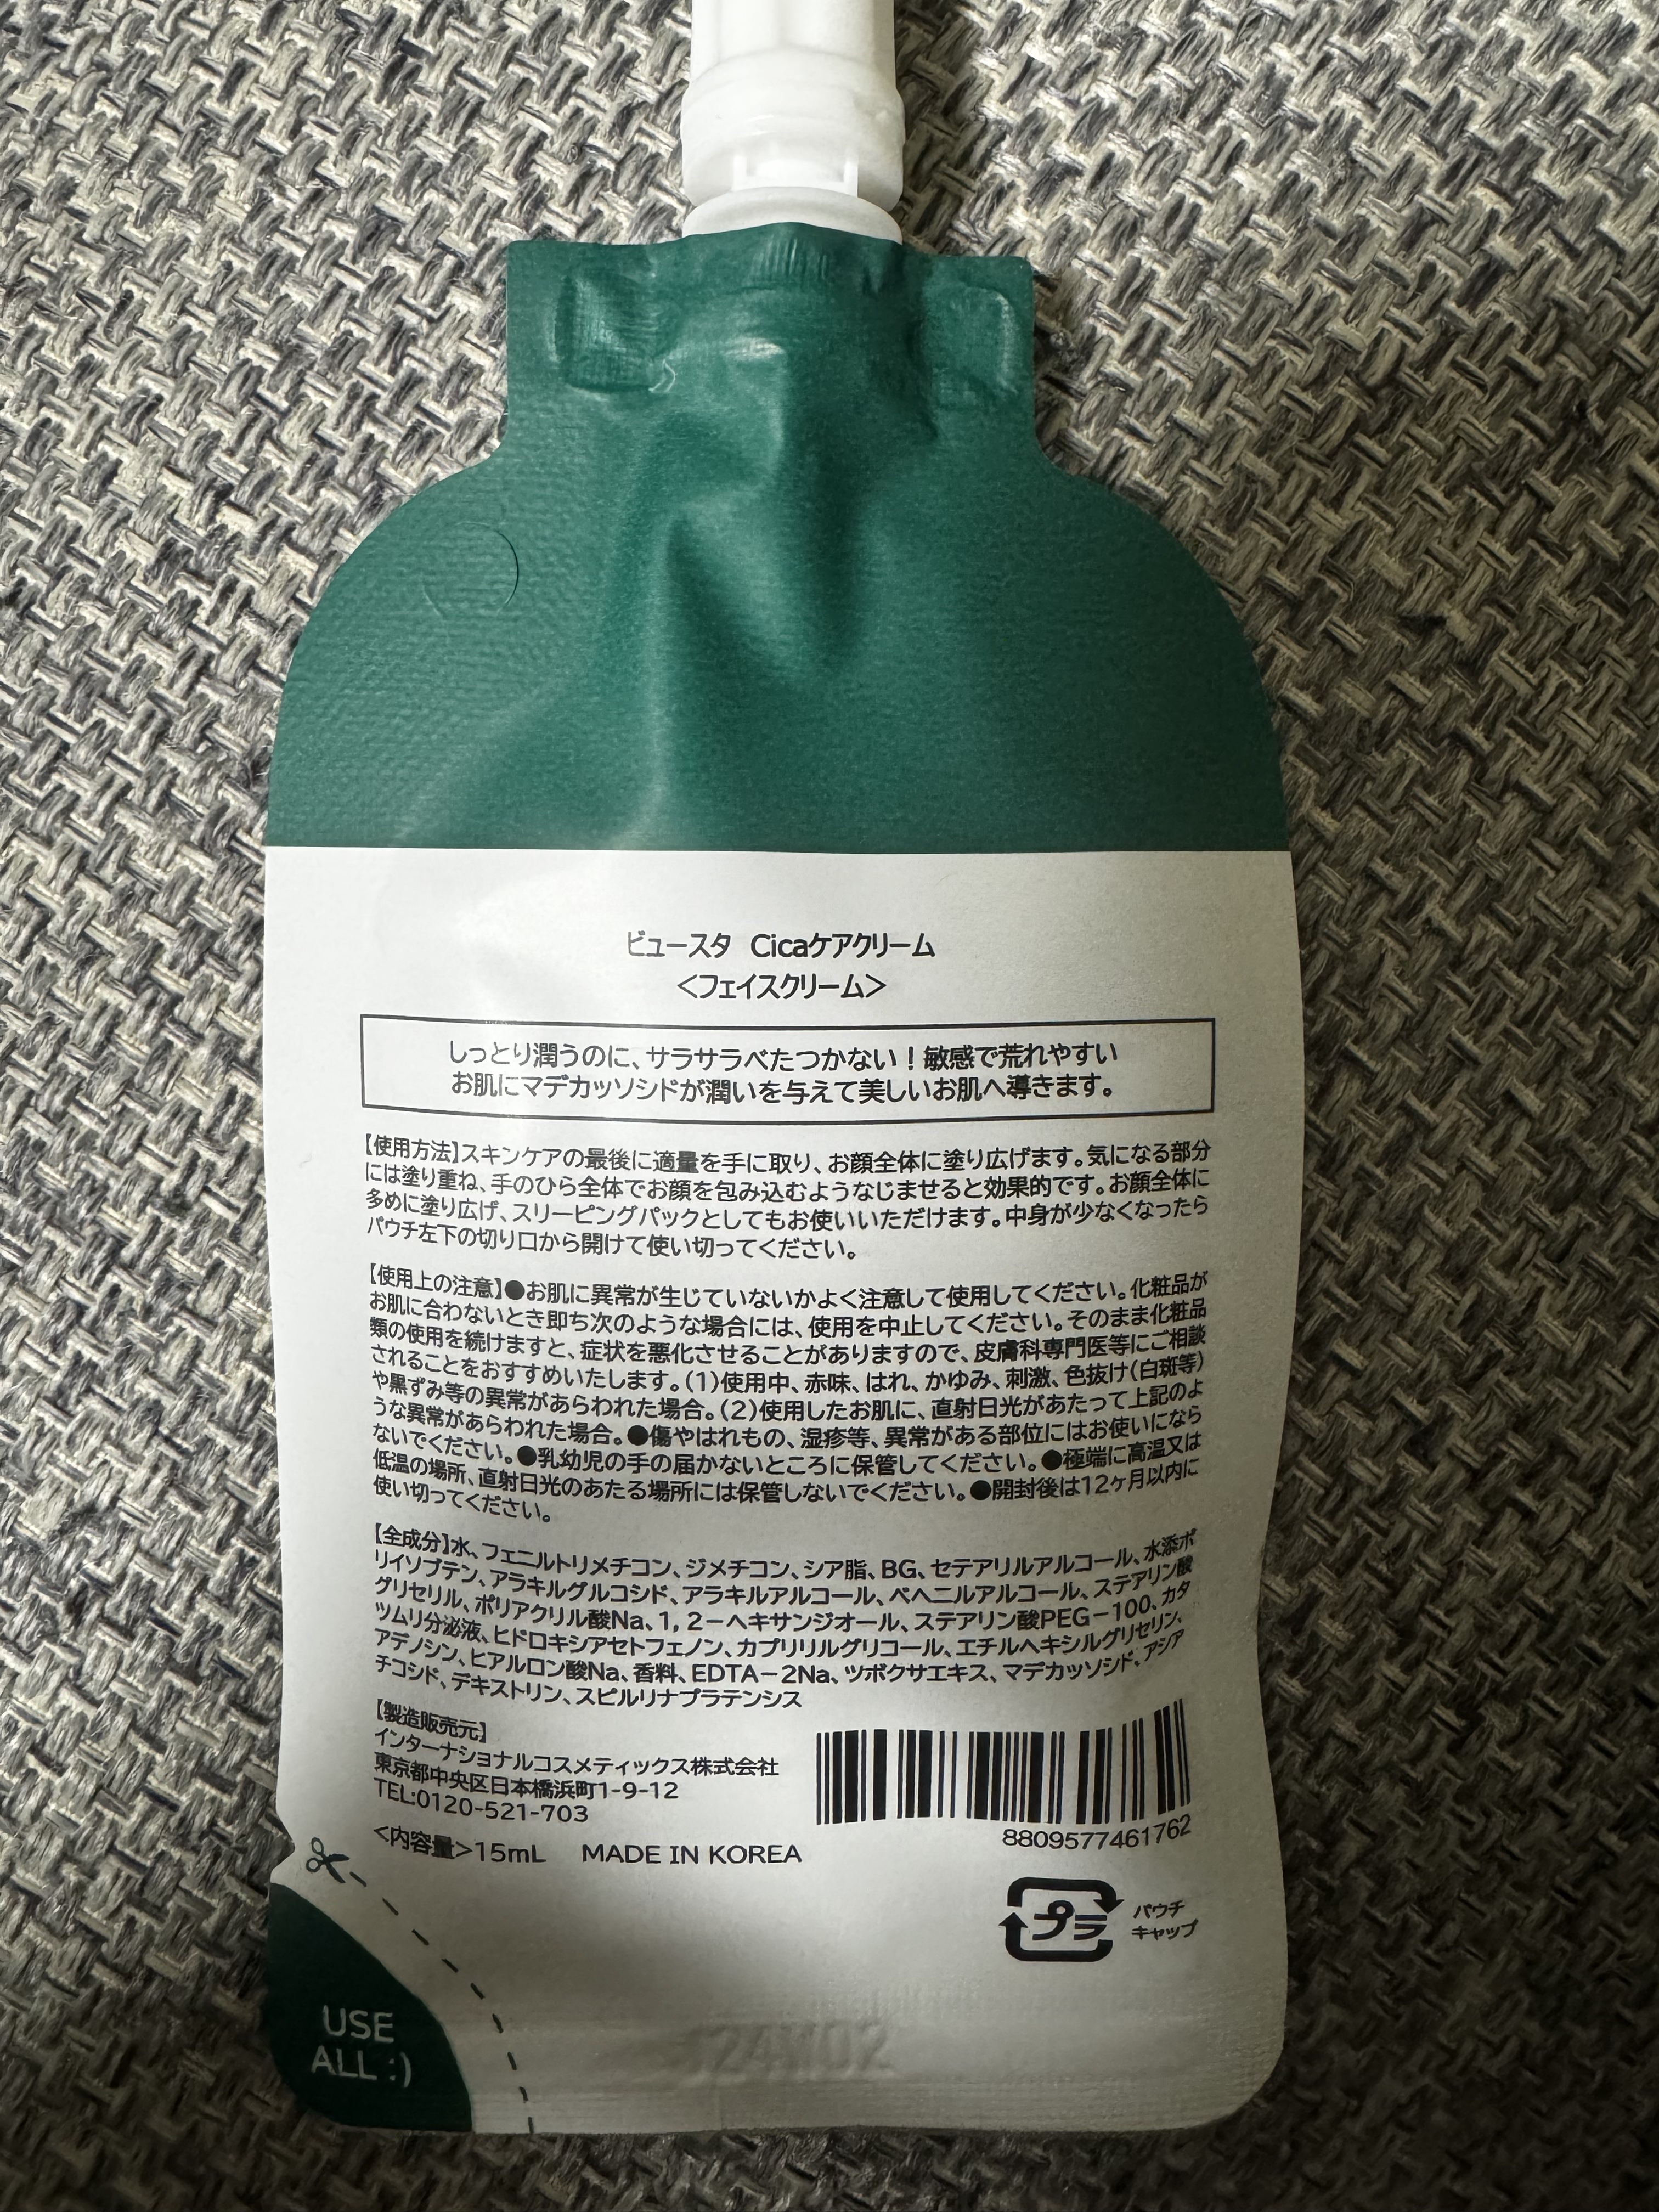 ビュースタ Cicaケアクリーム
<フェイスクリーム>
しっとり潤うのに、サラサラべたつかない！敏感で荒れやすい
お肌にマデカッソシドが潤いを与えて美しいお肌へ導きます。
【使用方法】スキンケアの最後に適量を手に取り、お顔全体に塗り広げます。気になる部分
には塗り重ね、手のひら全体でお顔を包み込むようなじませると効果的です。お顔全体に
多めに塗り広げ、スリーピングパックとしてもお使いいただけます。中身が少なくなったら
パウチ左下の切り口から開けて使い切ってください。
【使用上の注意】●お肌に異常が生じていないかよく注意して使用してください。化粧品が
お肌に合わないとき即ち次のような場合には、使用を中止してください。そのまま化粧品
類の使用を続けますと、症状を悪化させることがありますので、皮膚科専門医等にご相談
されることをおすすめいたします。(1)使用中、赤味、はれ、かゆみ、刺激、色抜け(白斑等)
や黒ずみ等の異常があらわれた場合。(2)使用したお肌に、直射日光があたって上記のよ
うな異常があらわれた場合。●傷やはれもの、湿疹等、異常がある部位にはお使いになら
ないでください。●乳幼児の手の届かないところに保管してください。●極端に高温又は
低温の場所、直射日光のあたる場所には保管しないでください。●開封後は12ヶ月以内に
使い切ってください。
【全成分】水、フェニルトリメチコン、ジメチコン、シア脂、BG、セテアリルアルコール、水添ポ
リイソブテン、アラキルグルコシド、アラキルアルコール、ベヘニルアルコール、ステアリン酸
グリセリル、ポリアクリル酸Na、1，2－ヘキサンジオール、ステアリン酸PEG－100、カタ
ツムリ分泌液、ヒドロキシアセトフェノン、カプリリルグリコール、エチルヘキシルグリセリン、
アデノシン、ヒアルロン酸Na、香料、EDTA－2Na、ツボクサエキス、マデカッソシド、アシア
チコシド、デキストリン、スピルリナプラテンシス
【製造販売元】
インターナショナルコスメティックス株式会社
東京都中央区日本橋浜町1-9-12
TEL:0120-521-703
<内容量>15mL MADE IN KOREA
8809577461762
プラ
パウチ
キャップ
USE
ALL :)